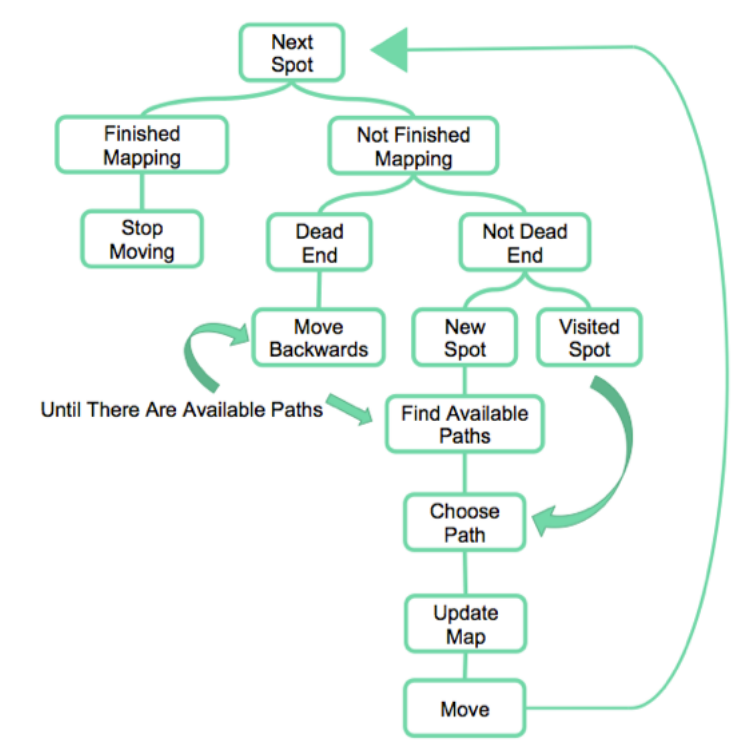 Next
Spot
Finished
Mapping
Not Finished
Mapping
Stop
Moving
Dead
End
Not Dead
End
Move
Backwards
New
Spot
Visited
Spot
Until There Are Available Paths
Find Available
Paths
Choose
Path
Update
Map
Move